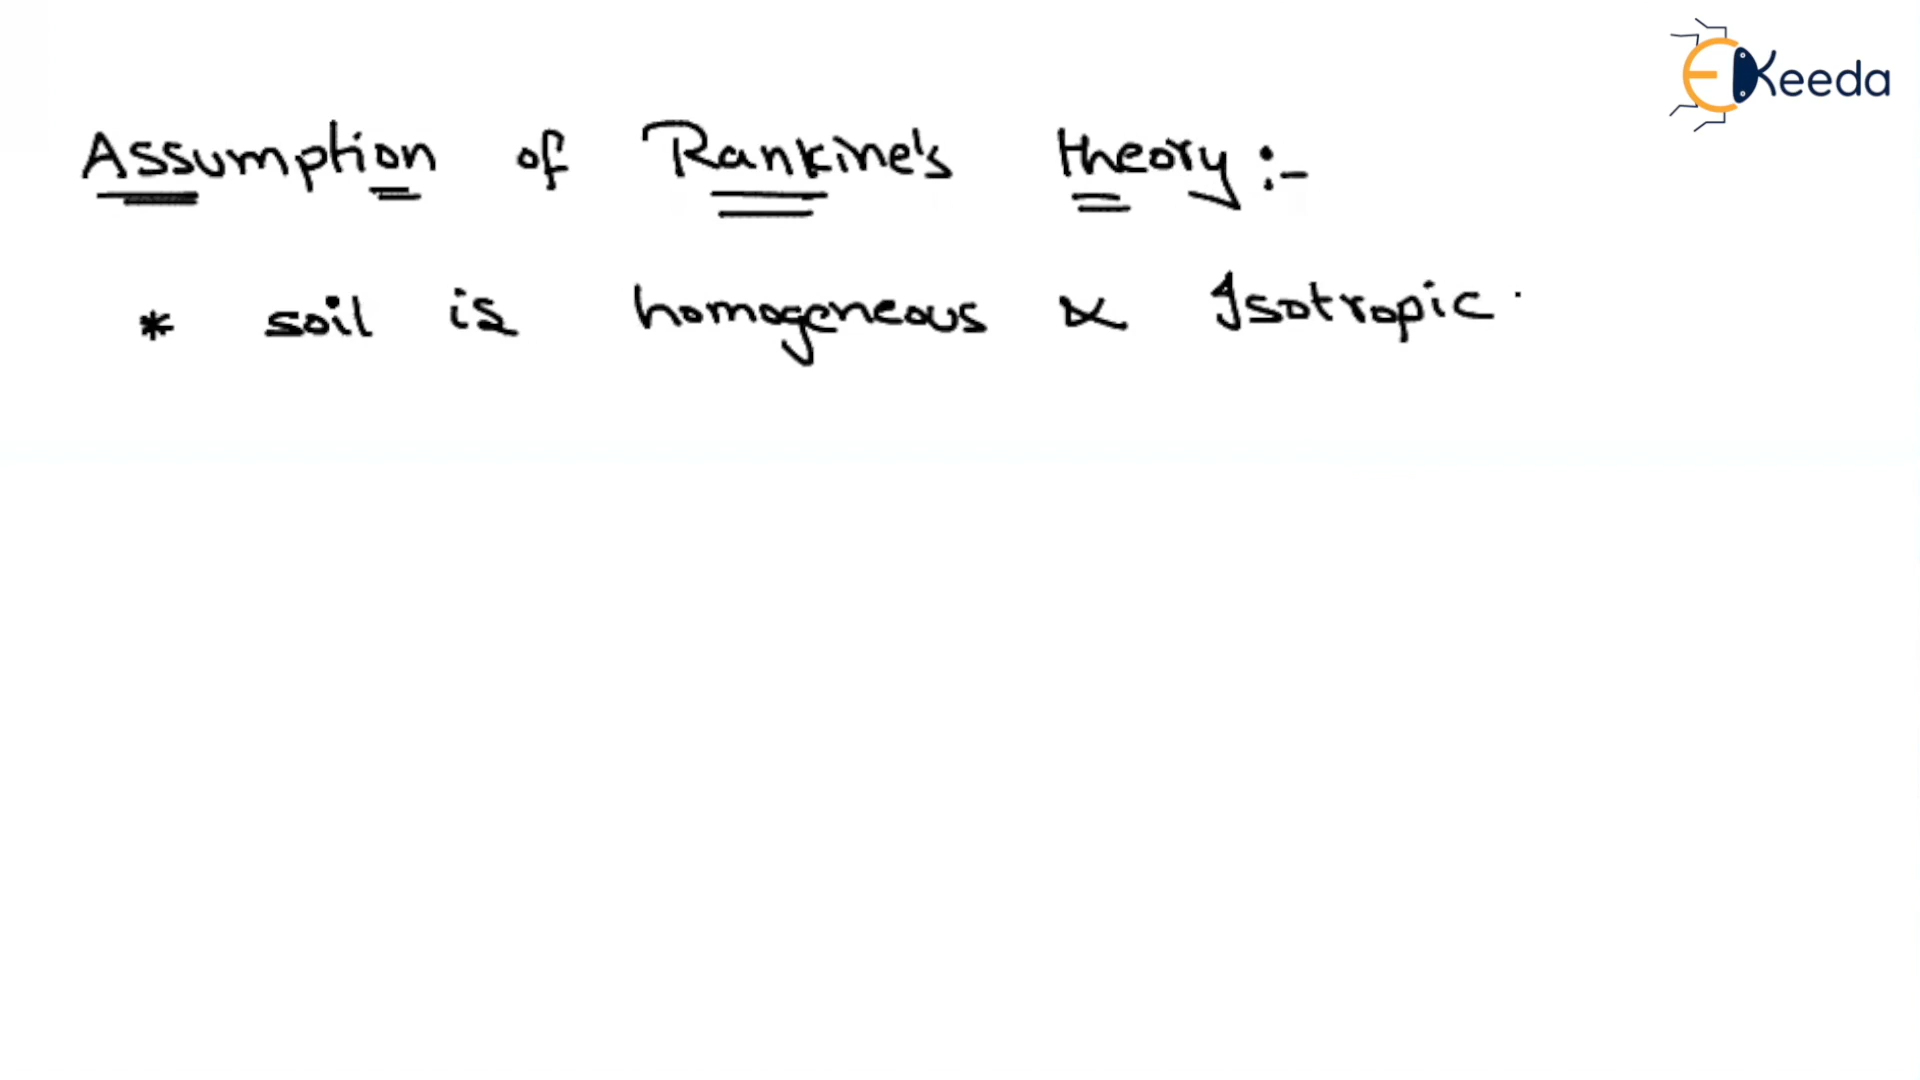 EKeeda
Assumption of Rankine's theory :-
* soil is homogeneous & Isotropic.